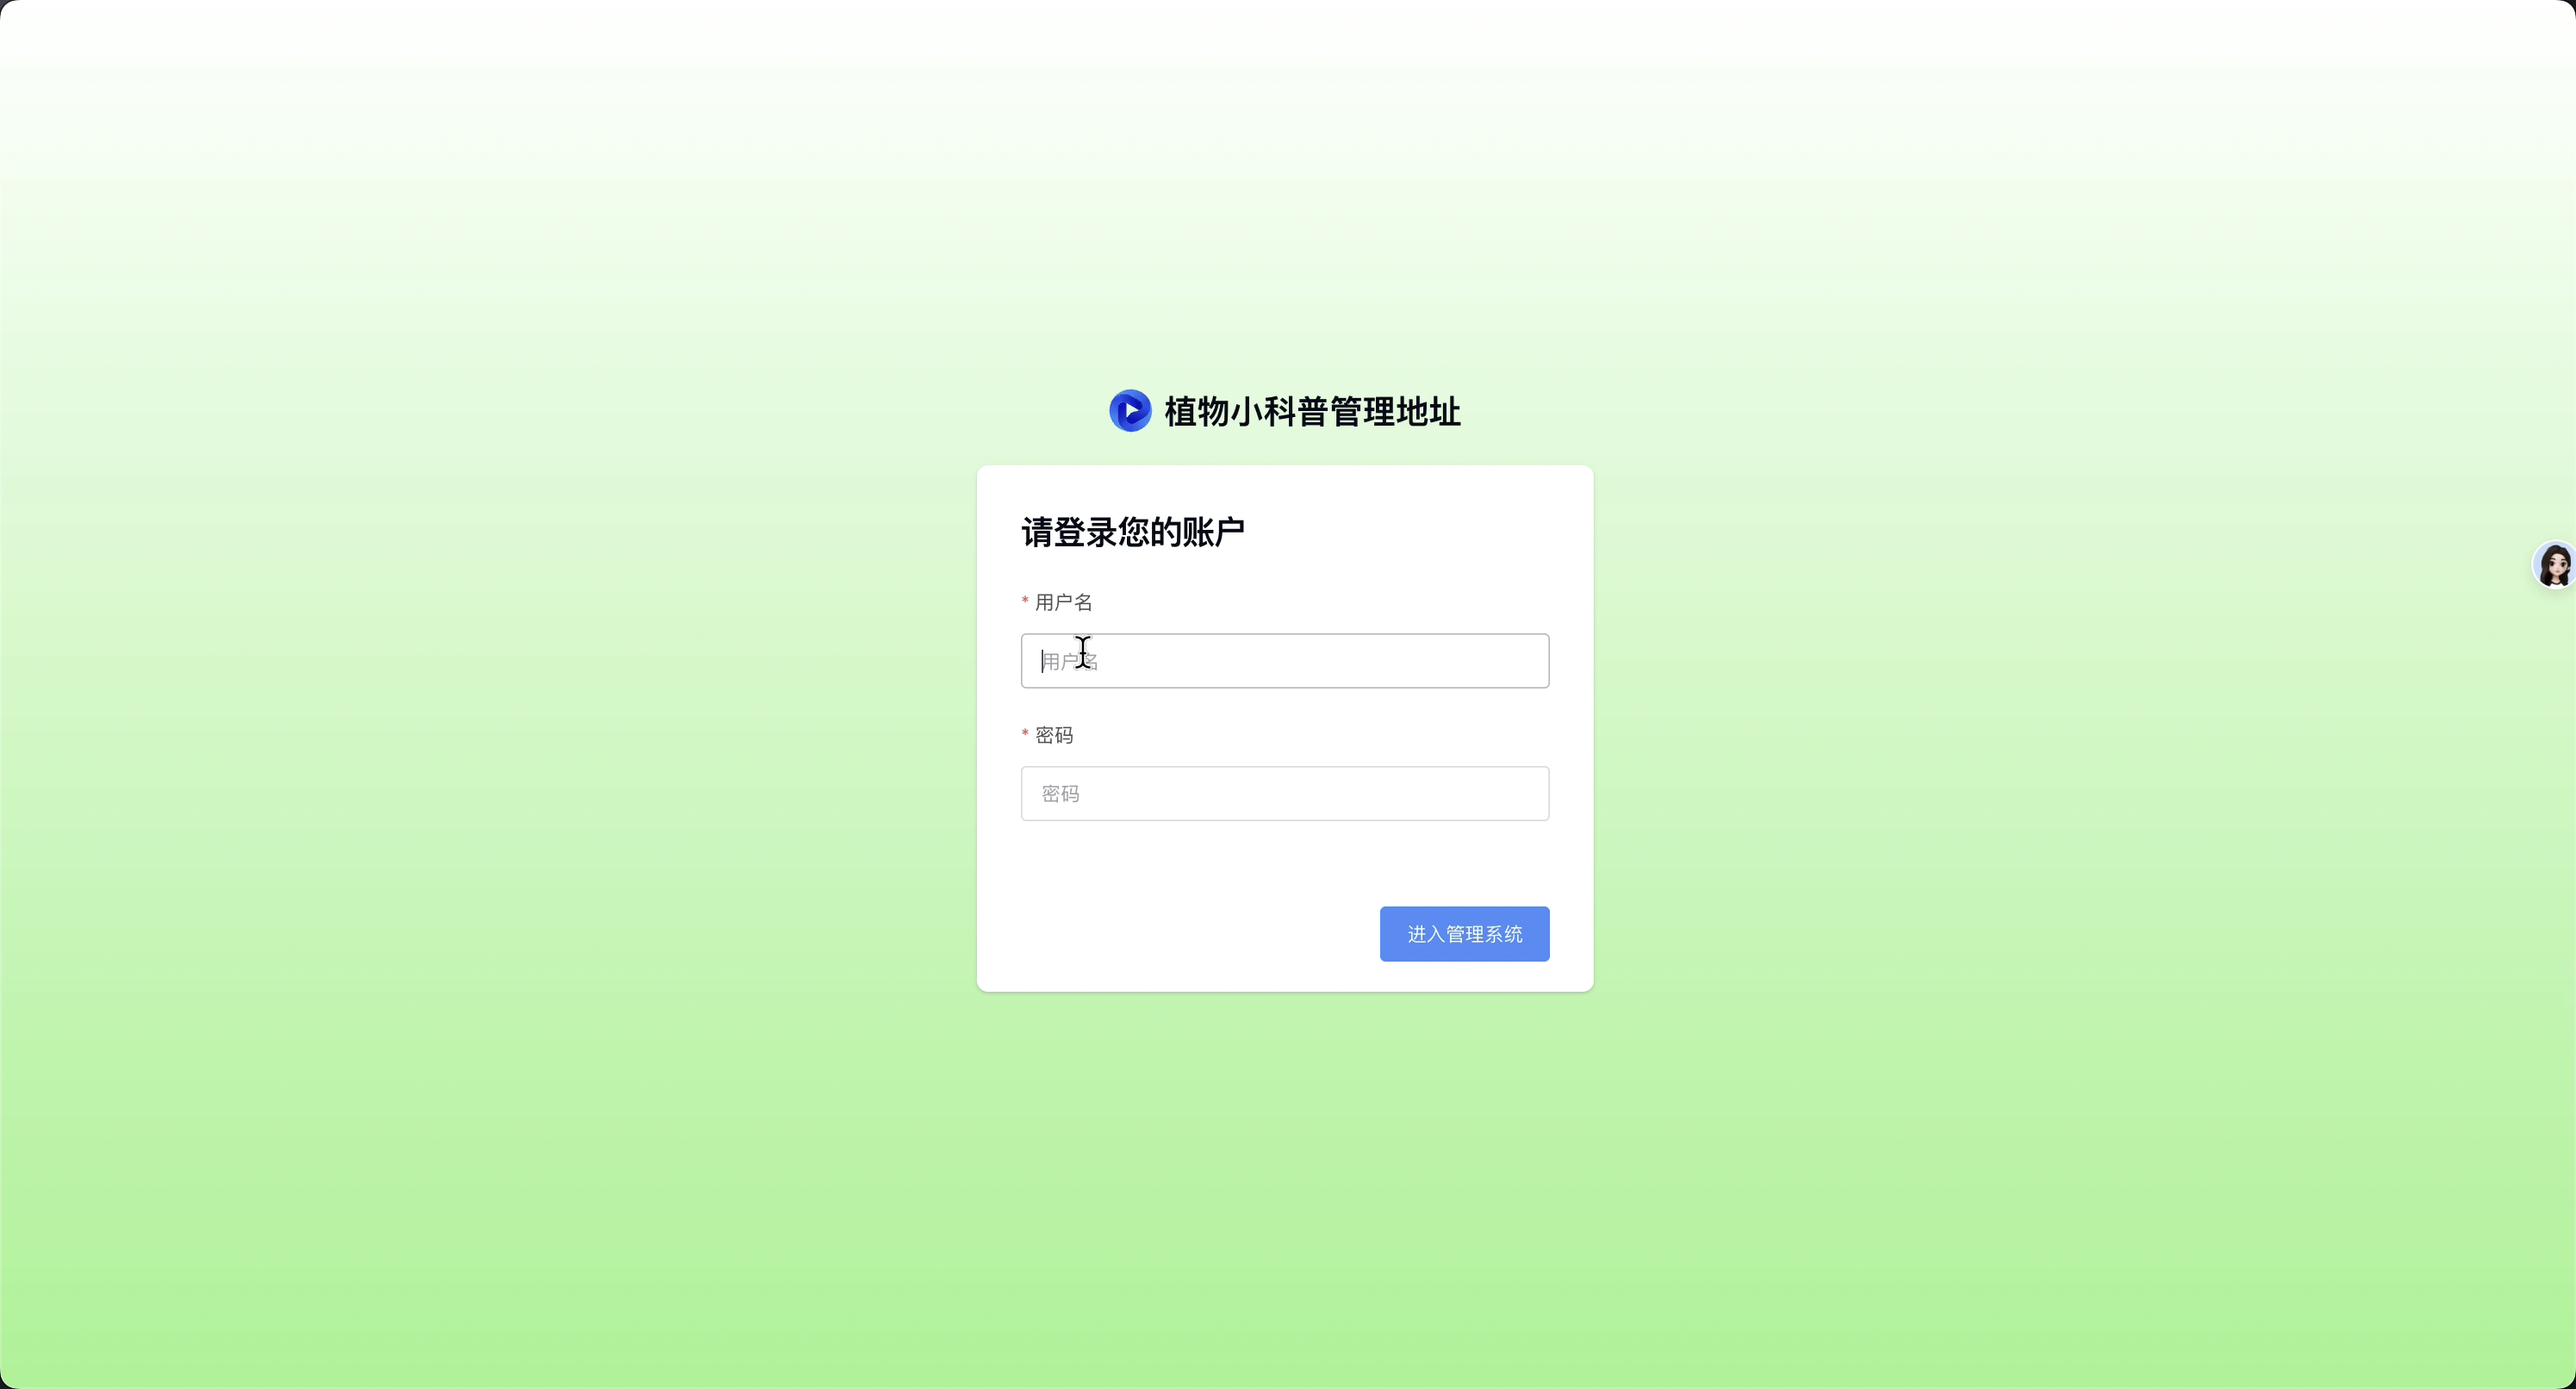 植物小科普管理地址
请登录您的账户
* 用户名
用户名
* 密码
密码
进入管理系统